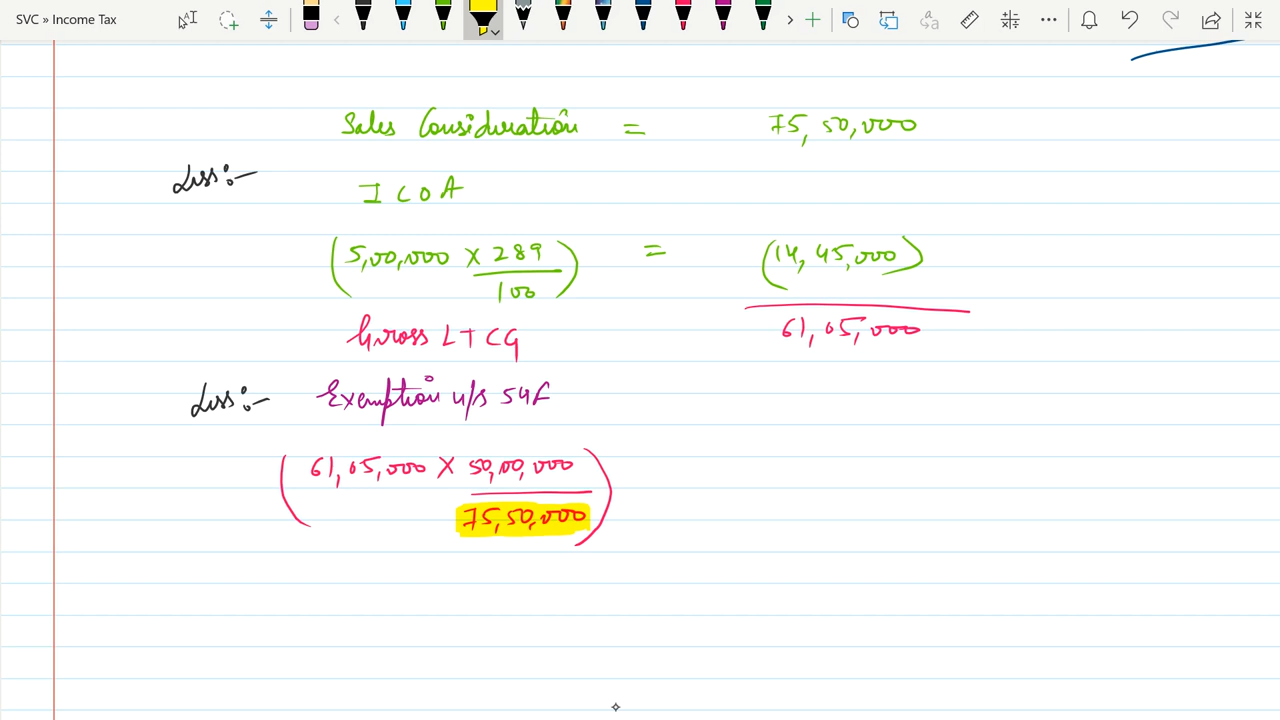 SVC » Income Tax
Sales Consideration = 75,50,000
Less:-
I C O A
(5,00,000 × 289 = (14,45,000)
100)
Gross LTCG 61,05,000
Less:- Exemption u/s 54F
(61,05,000 × 50,00,000
75,50,000)